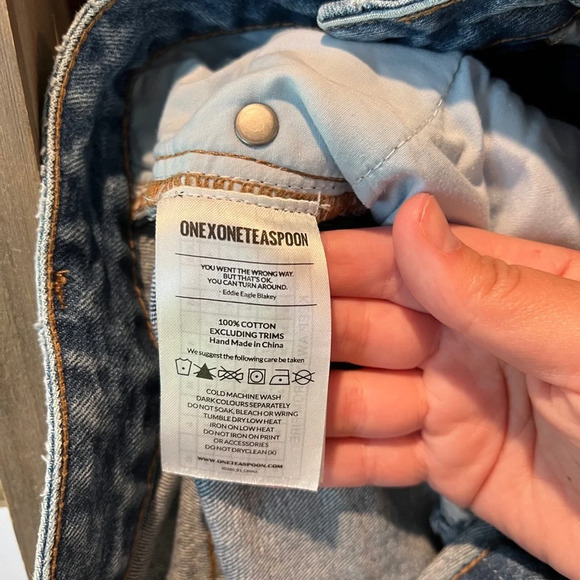 ONEXONETEASPOON
YOU WENT THE WRONG WAY.
BUT THAT'S OK.
YOU CAN TURN AROUND.
- Eddie Eagle Blakey
100% COTTON
EXCLUDING TRIMS
Hand Made in China
We suggest the following care be taken
COLD MACHINE WASH
DARK COLOURS SEPARATELY
DO NOT SOAK, BLEACH OR WRING
TUMBLE DRY LOW HEAT
IRON ON LOW HEAT
DO NOT IRON ON PRINT
OR ACCESSORIES
DO NOT DRYCLEAN (X)
WWW.ONETEASPOON.COM